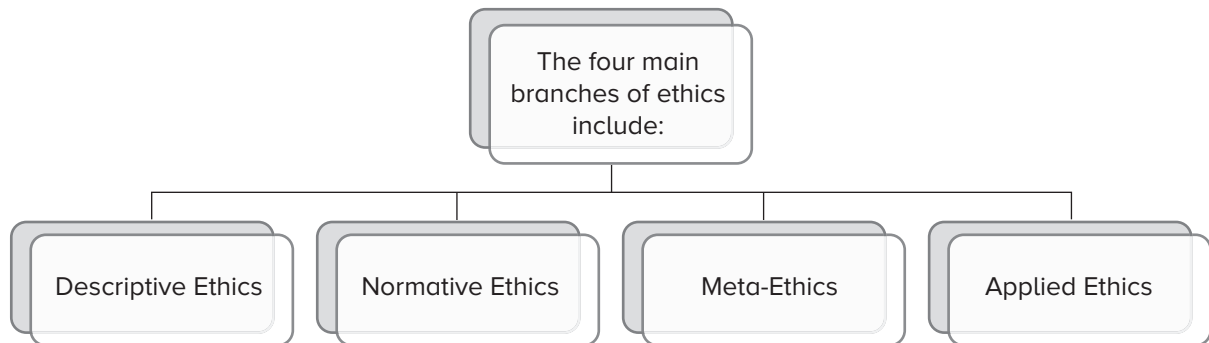 The four main
branches of ethics
include:
Descriptive Ethics
Normative Ethics
Meta-Ethics
Applied Ethics